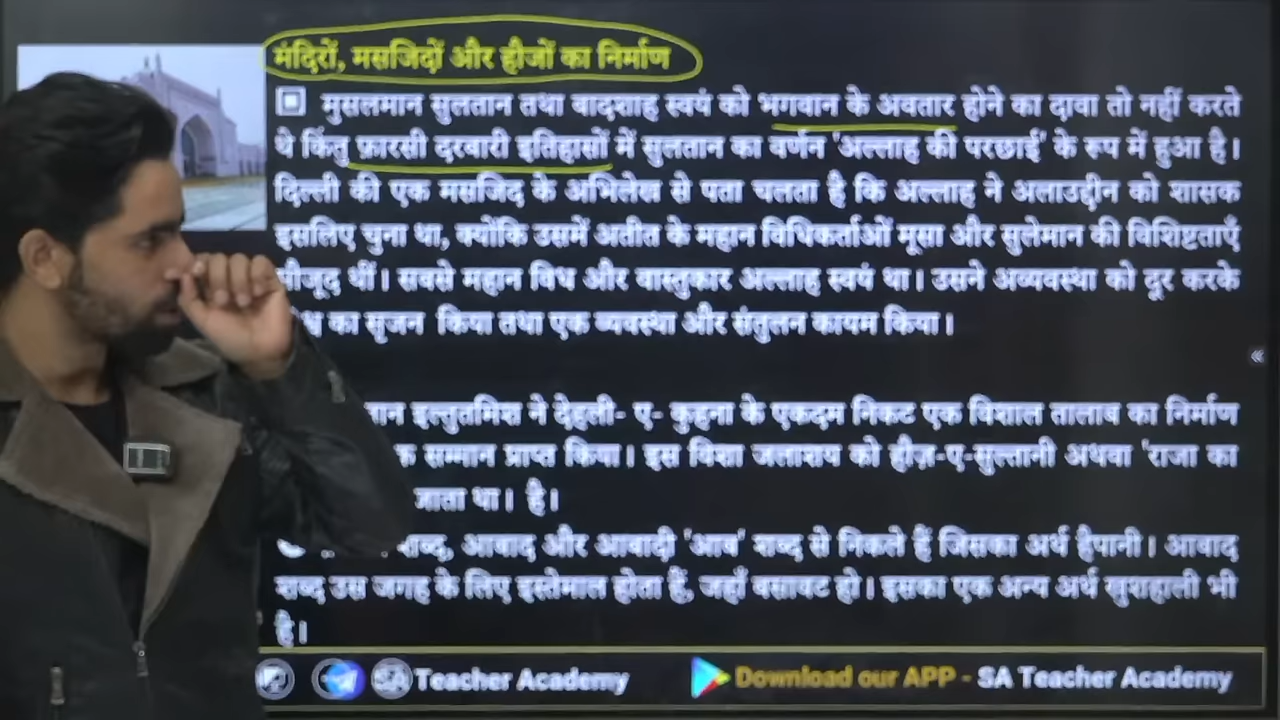 मंदिरों, मसजिदों और हौजों का निर्माण
मुसलमान सुलतान तथा बादशाह स्वयं को भगवान के अवतार होने का दावा तो नहीं करते
थे किंतु फ़ारसी दरबारी इतिहासों में सुलतान का वर्णन 'अल्लाह की परछाई' के रूप में हुआ है।
दिल्ली की एक मसजिद के अभिलेख से पता चलता है कि अल्लाह ने अलाउद्दीन को शासक
इसलिए चुना था, क्योंकि उसमें अतीत के महान विधिकर्ताओं मूसा और सुलेमान की विशिष्टताएँ
मौजूद थीं। सबसे महान विध और वास्तुकार अल्लाह स्वयं था। उसने अव्यवस्था को दूर करके
का सृजन किया तथा एक व्यवस्था और संतुलन कायम किया।
इल्तुतमिश ने देहली- ए- कुहना के एकदम निकट एक विशाल तालाब का निर्माण
सम्मान प्राप्त किया। इस विशा जलाशय को हौज़-ए-सुल्तानी अथवा 'राजा का
जाता था। है।
शब्द, आबाद और आबादी 'आब' शब्द से निकले हैं जिसका अर्थ हैपानी। आबाद
शब्द उस जगह के लिए इस्तेमाल होता हैं, जहाँ बसावट हो। इसका एक अन्य अर्थ खुशहाली भी
है।
SA Teacher Academy
Download our APP - SA Teacher Academy